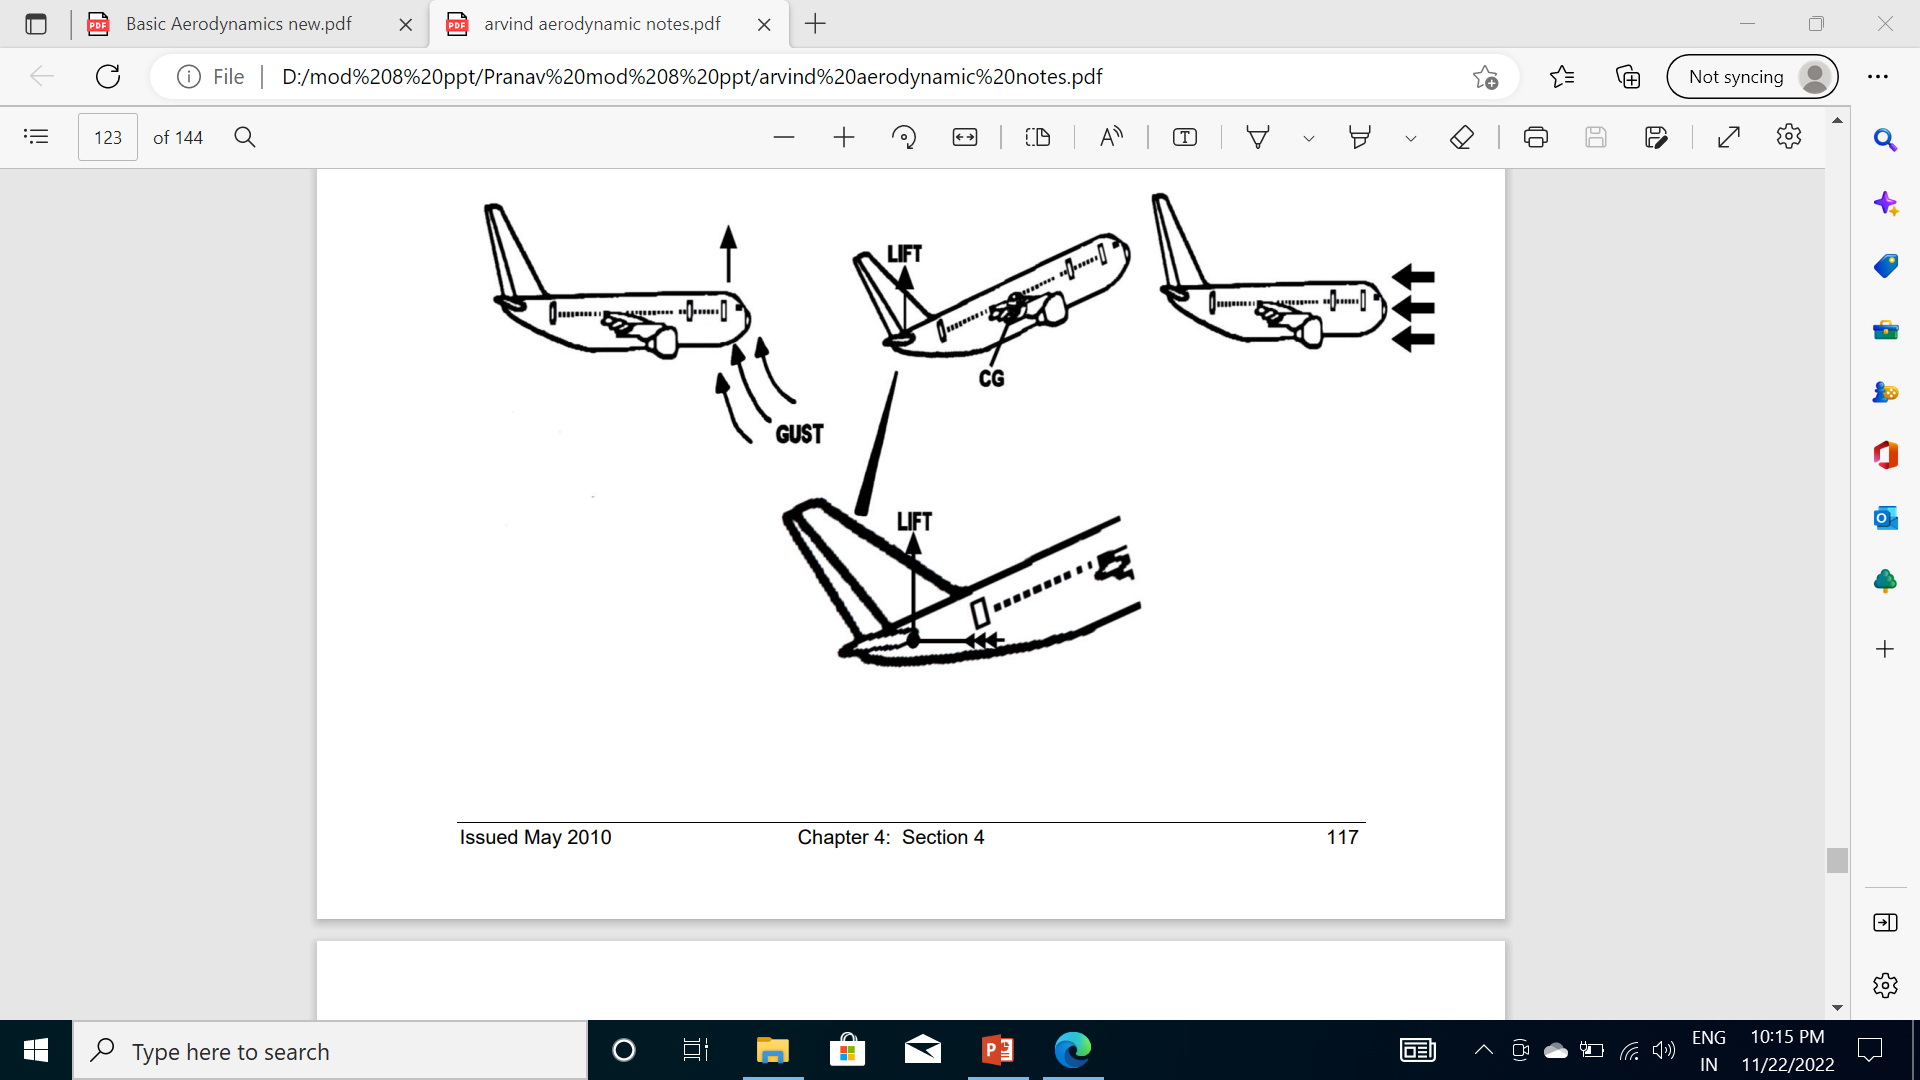 Basic Aerodynamics new.pdf
arvind aerodynamic notes.pdf
File
D:/mod%208%20ppt/Pranav%20mod%208%20ppt/arvind%20aerodynamic%20notes.pdf
Not syncing
123 of 144
LIFT
CG
GUST
LIFT
Issued May 2010
Chapter 4: Section 4
117
Type here to search
ENG
IN
10:15 PM
11/22/2022